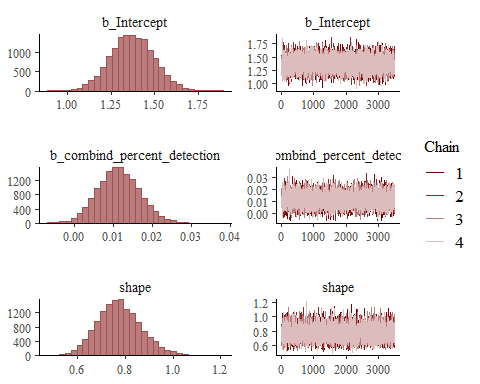 b_Intercept
b_Intercept
1000
500
0
1.00 1.25 1.50 1.75
1.75
1.50
1.25
1.00
0 1000 2000 3000
b_combind_percent_detection
ombind_percent_detec
1200
800
400
0
0.00 0.01 0.02 0.03 0.04
0.03
0.02
0.01
0.00
0 1000 2000 3000
shape
shape
1200
800
400
0
0.6 0.8 1.0 1.2
1.2
1.0
0.8
0.6
0 1000 2000 3000
Chain
1
2
3
4